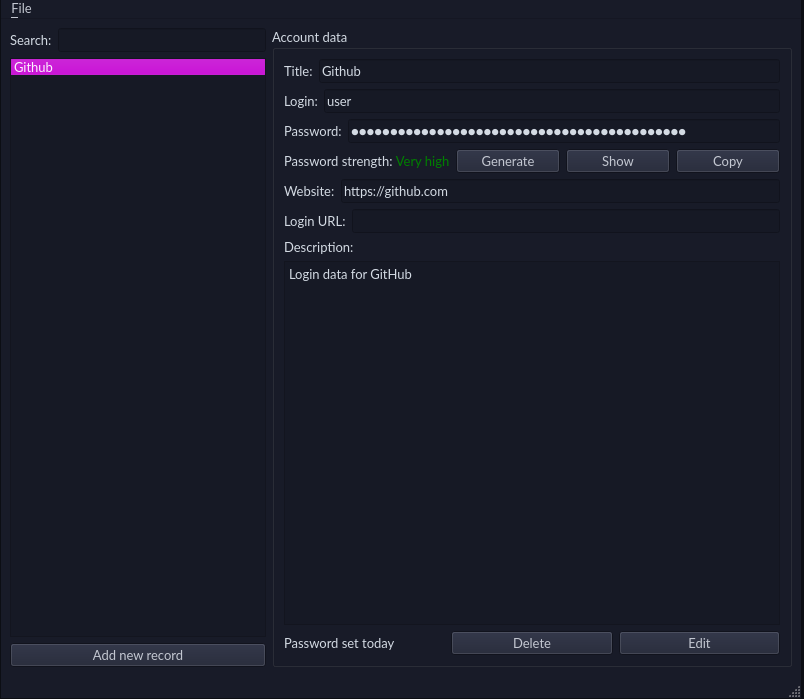 File
Search:
Github
Add new record
Account data
Title: Github
Login: user
Password: ●●●●●●●●●●●●●●●●●●●●●●●●●●●●●●●●●●●●●●●●●●●
Password strength: Very high Generate Show Copy
Website: https://github.com
Login URL:
Description:
Login data for GitHub
Password set today Delete Edit